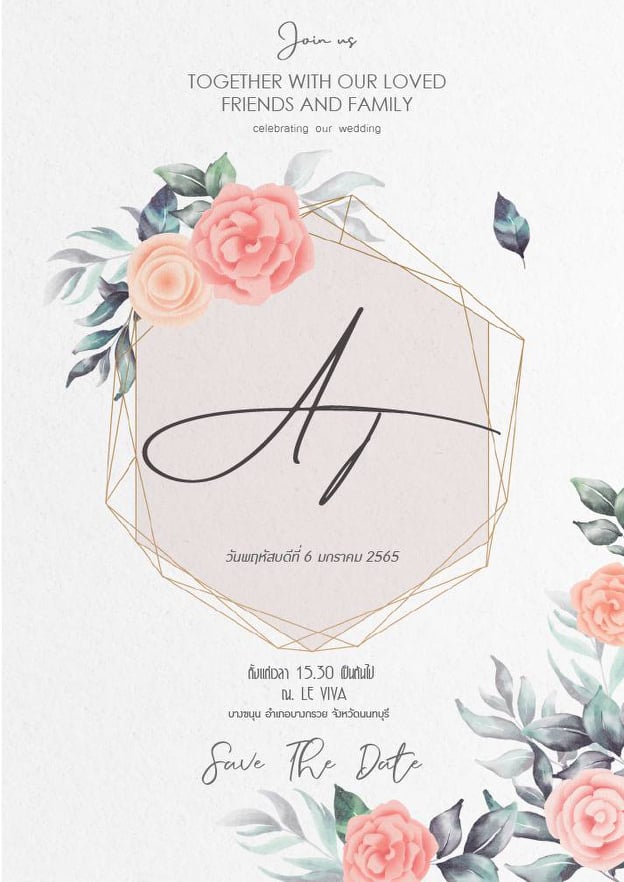 Join us
TOGETHER WITH OUR LOVED
FRIENDS AND FAMILY
celebrating our wedding
AT
วันพฤหัสบดีที่ 6 มกราคม 2565
ตั้งแต่เวลา 15.30 เป็นต้นไป
ณ. LE VIVA
บางขนุน อำเภอบางกรวย จังหวัดนนทบุรี
Save The Date